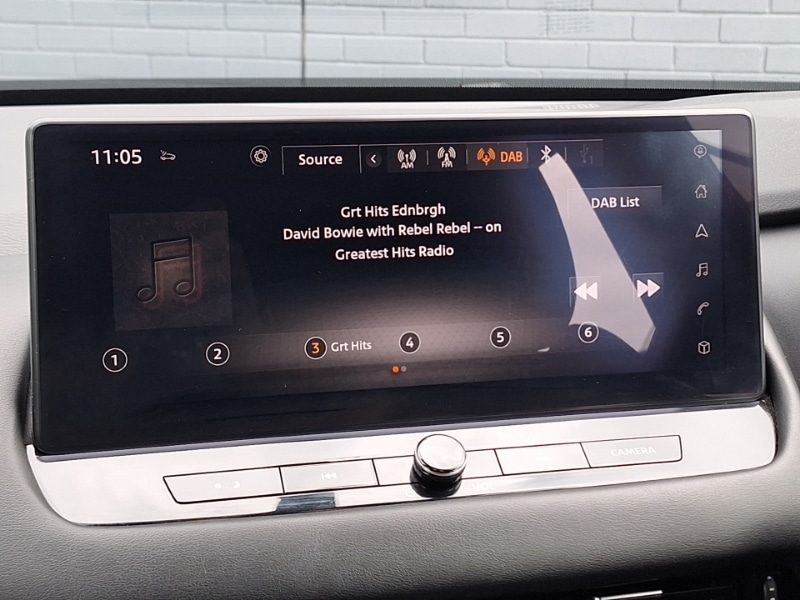 11:05
Source
AM
FM
DAB
Grt Hits Ednbrgh
David Bowie with Rebel Rebel -- on
Greatest Hits Radio
DAB List
1
2
3 Grt Hits
4
5
6
CAMERA